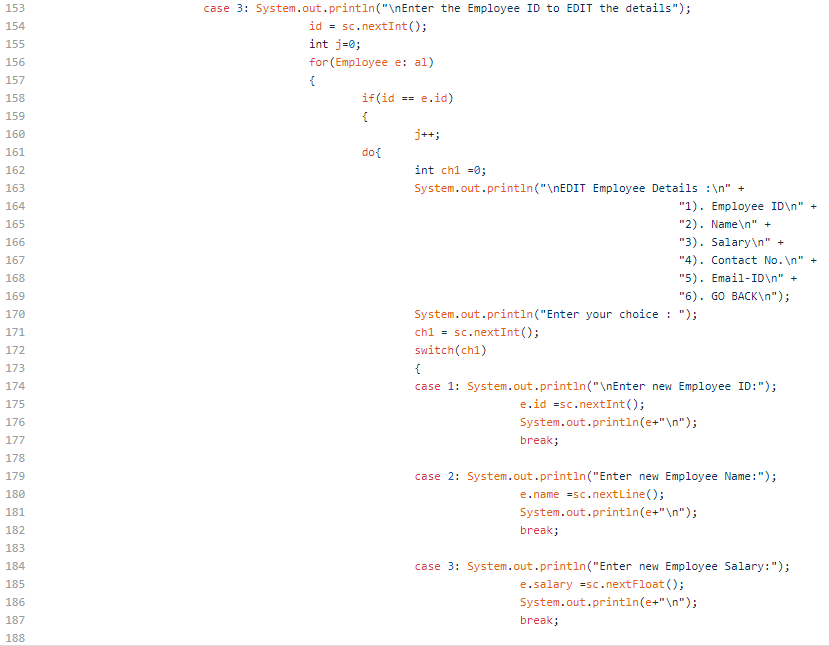 153 case 3: System.out.println("\nEnter the Employee ID to EDIT the details");
154 id = sc.nextInt();
155 int j=0;
156 for(Employee e: al)
157 {
158 if(id == e.id)
159 {
160 j++;
161 do{
162 int ch1 =0;
163 System.out.println("\nEDIT Employee Details :\n" +
164 "1). Employee ID\n" +
165 "2). Name\n" +
166 "3). Salary\n" +
167 "4). Contact No.\n" +
168 "5). Email-ID\n" +
169 "6). GO BACK\n");
170 System.out.println("Enter your choice : ");
171 ch1 = sc.nextInt();
172 switch(ch1)
173 {
174 case 1: System.out.println("\nEnter new Employee ID:");
175 e.id =sc.nextInt();
176 System.out.println(e+"\n");
177 break;
178
179 case 2: System.out.println("Enter new Employee Name:");
180 e.name =sc.nextLine();
181 System.out.println(e+"\n");
182 break;
183
184 case 3: System.out.println("Enter new Employee Salary:");
185 e.salary =sc.nextFloat();
186 System.out.println(e+"\n");
187 break;
188